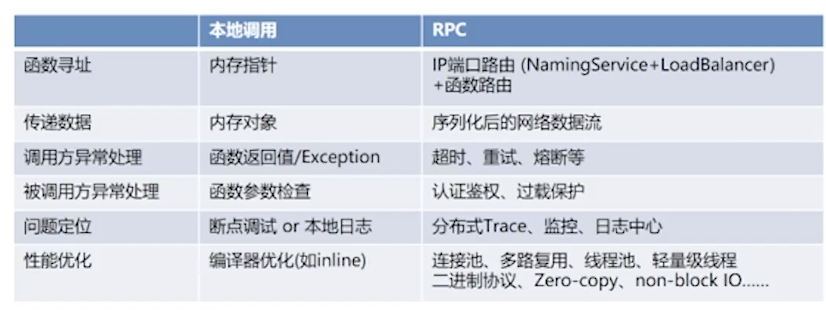 本地调用 RPC
函数寻址 内存指针 IP端口路由 (NamingService+LoadBalancer)
+函数路由
传递数据 内存对象 序列化后的网络数据流
调用方异常处理 函数返回值/Exception 超时、重试、熔断等
被调用方异常处理 函数参数检查 认证鉴权、过载保护
问题定位 断点调试 or 本地日志 分布式Trace、监控、日志中心
性能优化 编译器优化(如inline) 连接池、多路复用、线程池、轻量级线程
二进制协议、Zero-copy、non-block IO......